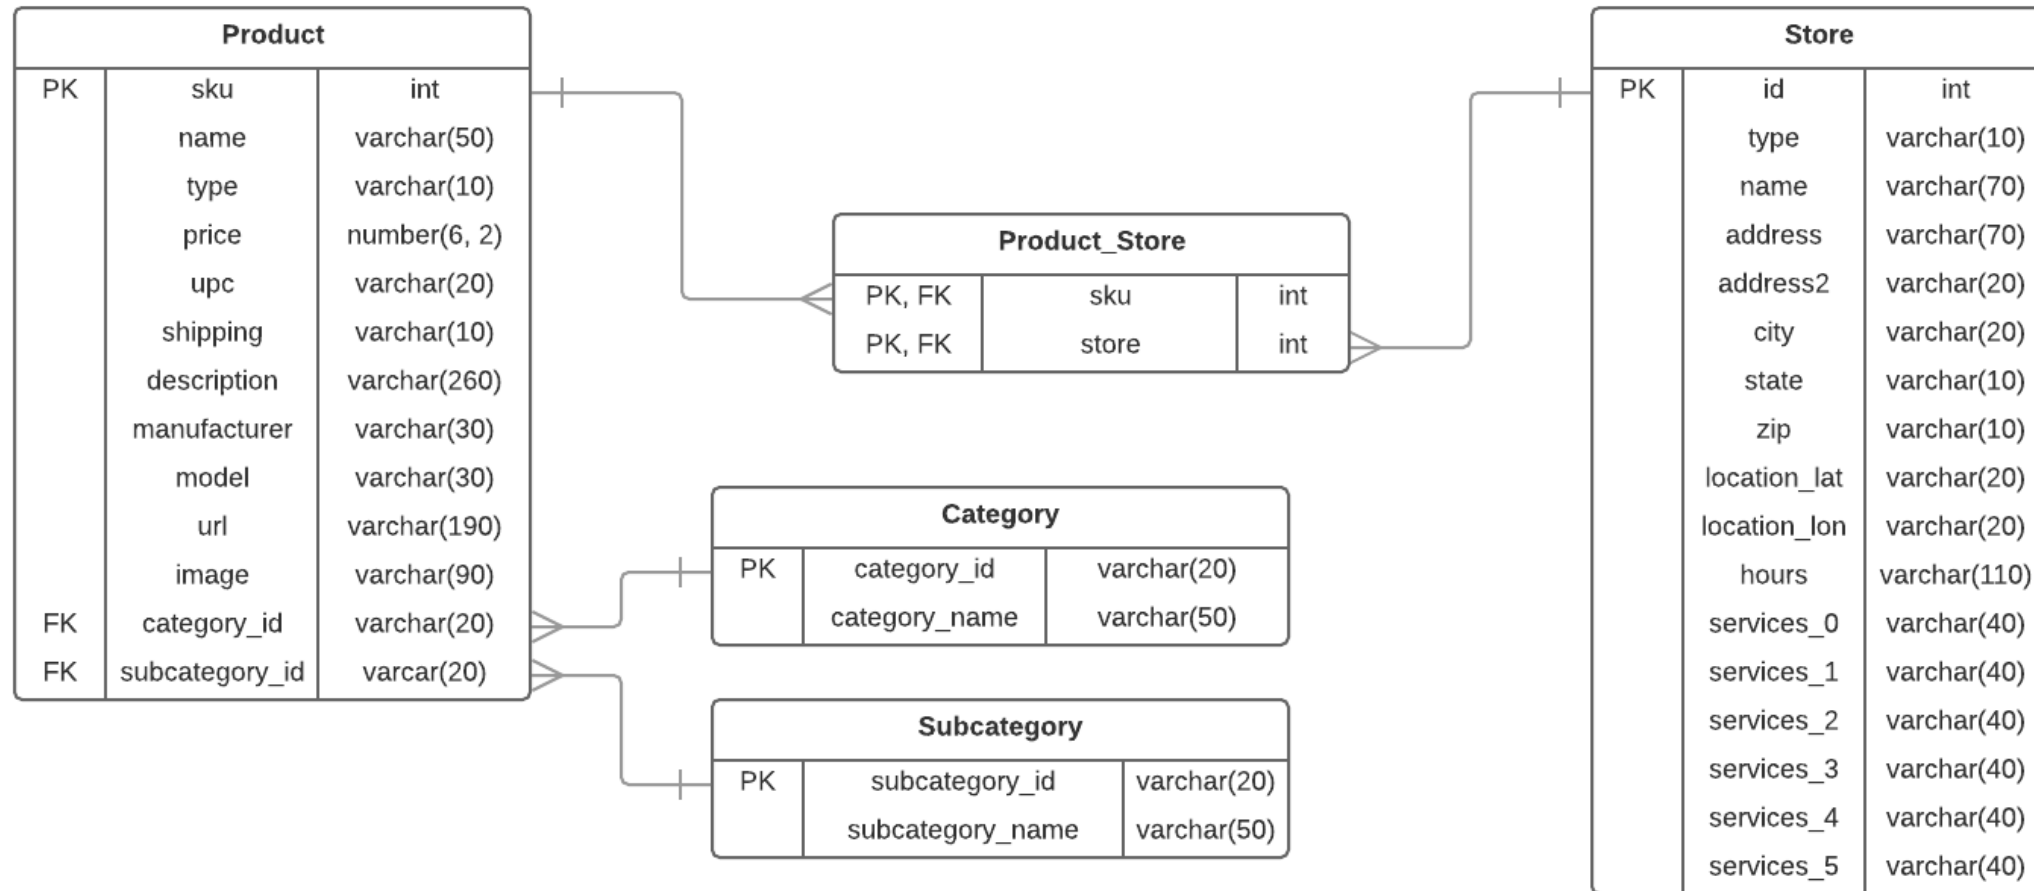 Product
PK sku int
name varchar(50)
type varchar(10)
price number(6, 2)
upc varchar(20)
shipping varchar(10)
description varchar(260)
manufacturer varchar(30)
model varchar(30)
url varchar(190)
image varchar(90)
FK category_id varchar(20)
FK subcategory_id varcar(20)
Product_Store
PK, FK sku int
PK, FK store int
Category
PK category_id varchar(20)
category_name varchar(50)
Subcategory
PK subcategory_id varchar(20)
subcategory_name varchar(50)
Store
PK id int
type varchar(10)
name varchar(70)
address varchar(70)
address2 varchar(20)
city varchar(20)
state varchar(10)
zip varchar(10)
location_lat varchar(20)
location_lon varchar(20)
hours varchar(110)
services_0 varchar(40)
services_1 varchar(40)
services_2 varchar(40)
services_3 varchar(40)
services_4 varchar(40)
services_5 varchar(40)